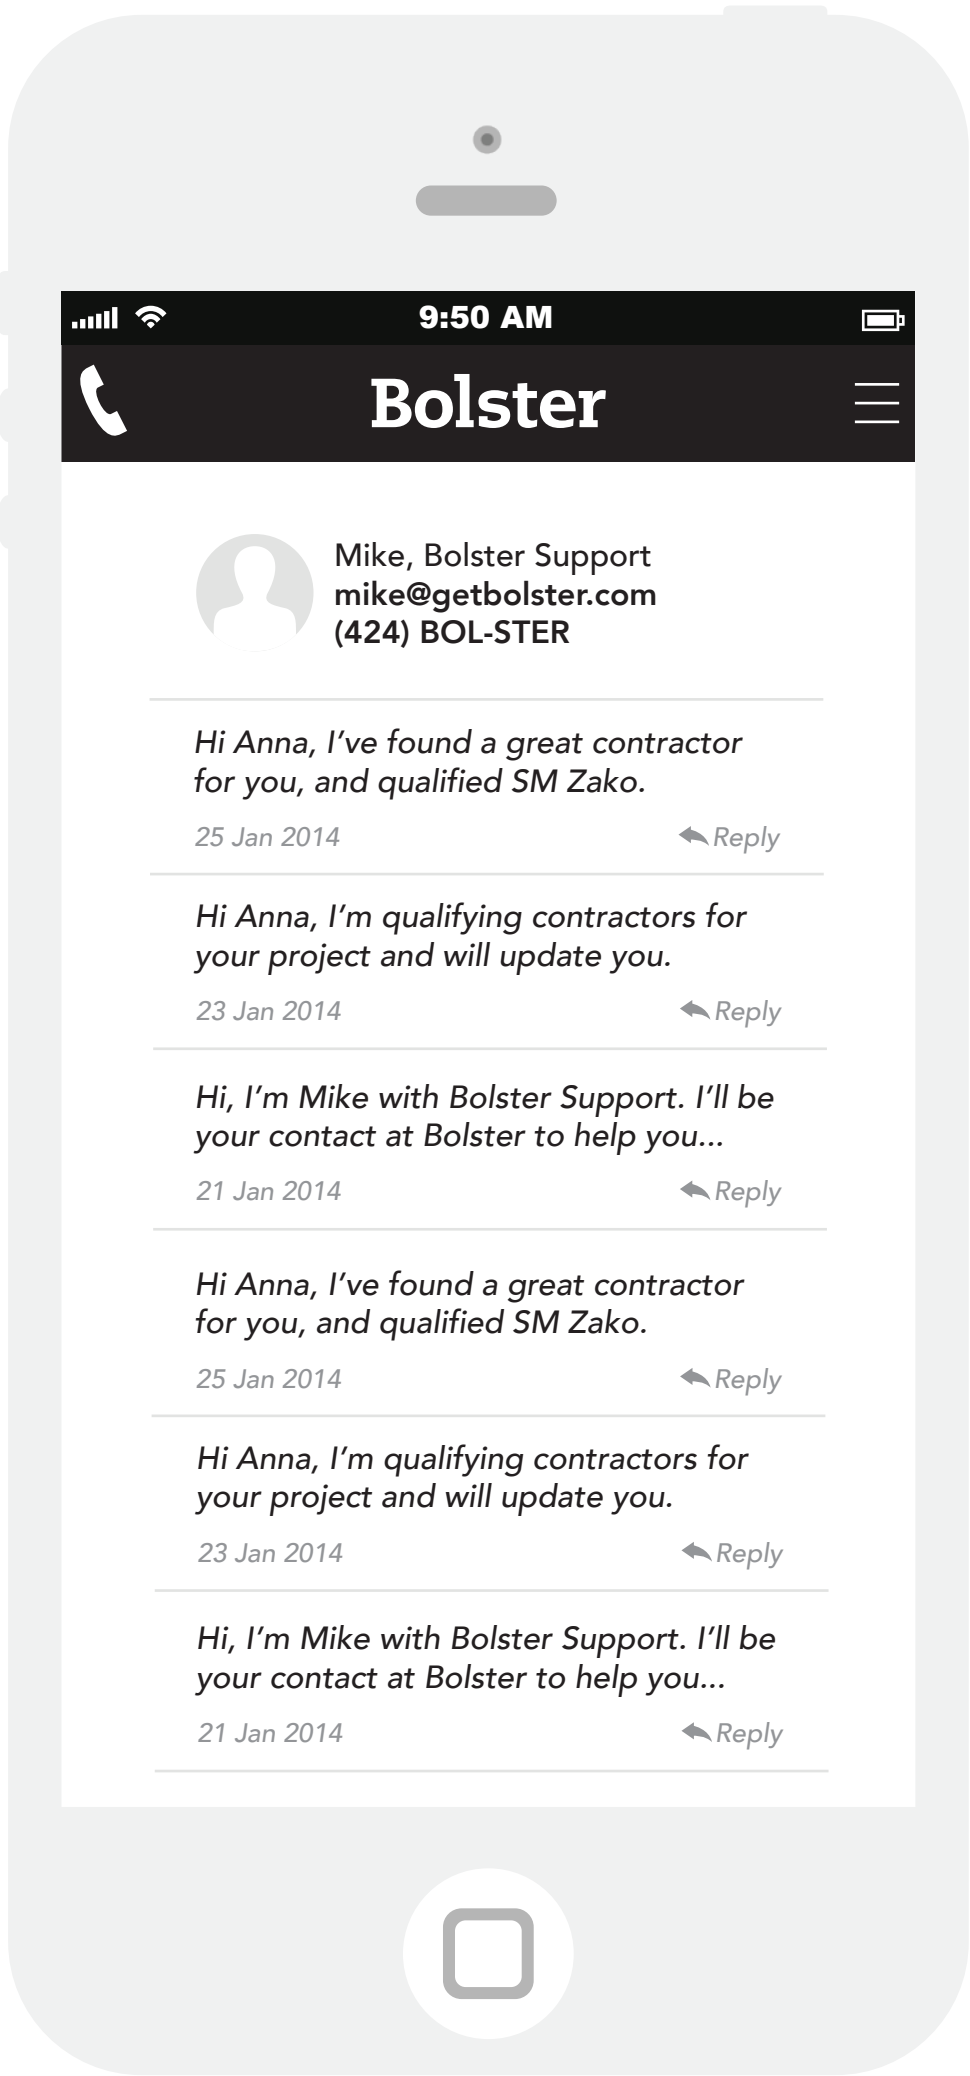 9:50 AM
Bolster
Mike, Bolster Support
mike@getbolster.com
(424) BOL-STER
Hi Anna, I’ve found a great contractor
for you, and qualified SM Zako.
25 Jan 2014 Reply
Hi Anna, I’m qualifying contractors for
your project and will update you.
23 Jan 2014 Reply
Hi, I’m Mike with Bolster Support. I’ll be
your contact at Bolster to help you...
21 Jan 2014 Reply
Hi Anna, I’ve found a great contractor
for you, and qualified SM Zako.
25 Jan 2014 Reply
Hi Anna, I’m qualifying contractors for
your project and will update you.
23 Jan 2014 Reply
Hi, I’m Mike with Bolster Support. I’ll be
your contact at Bolster to help you...
21 Jan 2014 Reply